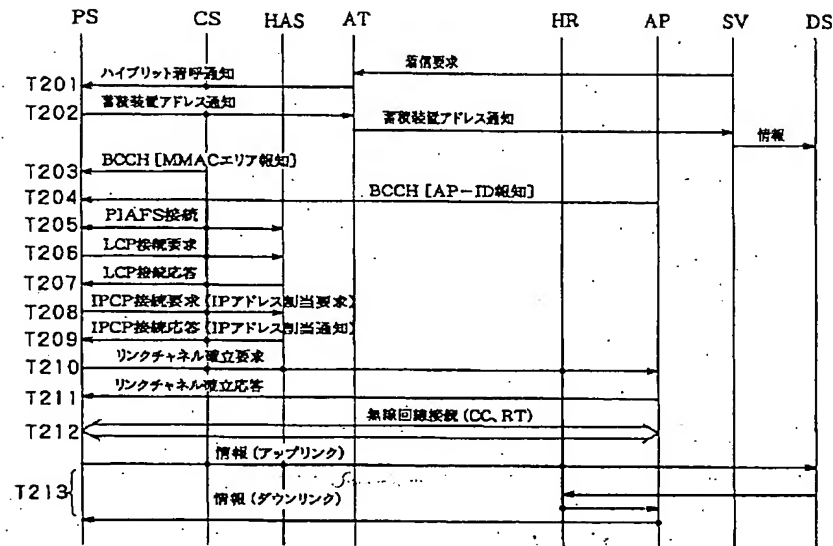 PS CS HAS AT HR AP SV DS
着信要求
ハイブリット着呼通知
T201
蓄積装置アドレス通知
T202
蓄積装置アドレス通知
情報
BCCH [MMACエリア報知]
T203
BCCH [AP-ID報知]
T204
PIAFS接続
T205
LCP接続要求
T206
LCP接続応答
T207
IPCP接続要求 (IPアドレス割当要求)
T208
IPCP接続応答 (IPアドレス割当通知)
T209
リンクチャネル確立要求
T210
リンクチャネル確立応答
T211
無線回線接続 (CC、RT)
T212
情報 (アップリンク)
T213
情報 (ダウンリンク)